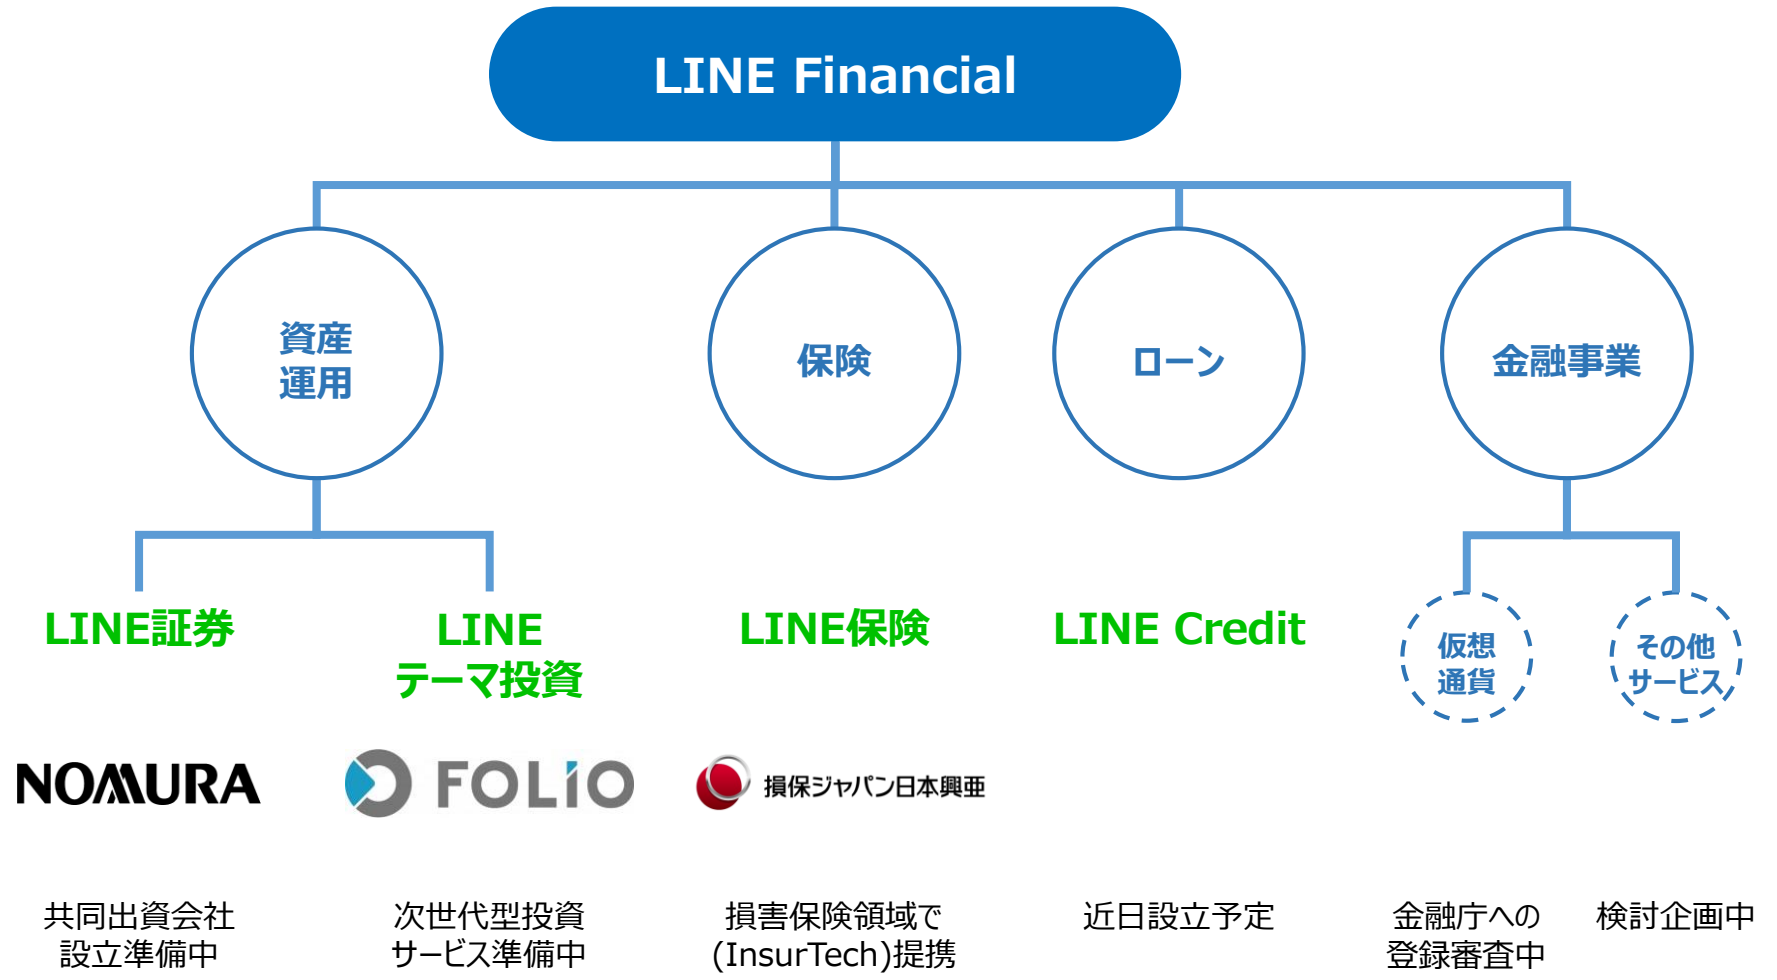 LINE Financial
資産
運用
保険
ローン
金融事業
LINE証券
LINE
テーマ投資
LINE保険
LINE Credit
仮想
通貨
その他
サービス
NOMURA
FOLIO
損保ジャパン日本興亜
共同出資会社
設立準備中
次世代型投資
サービス準備中
損害保険領域で
(InsurTech)提携
近日設立予定
金融庁への
登録審査中
検討企画中